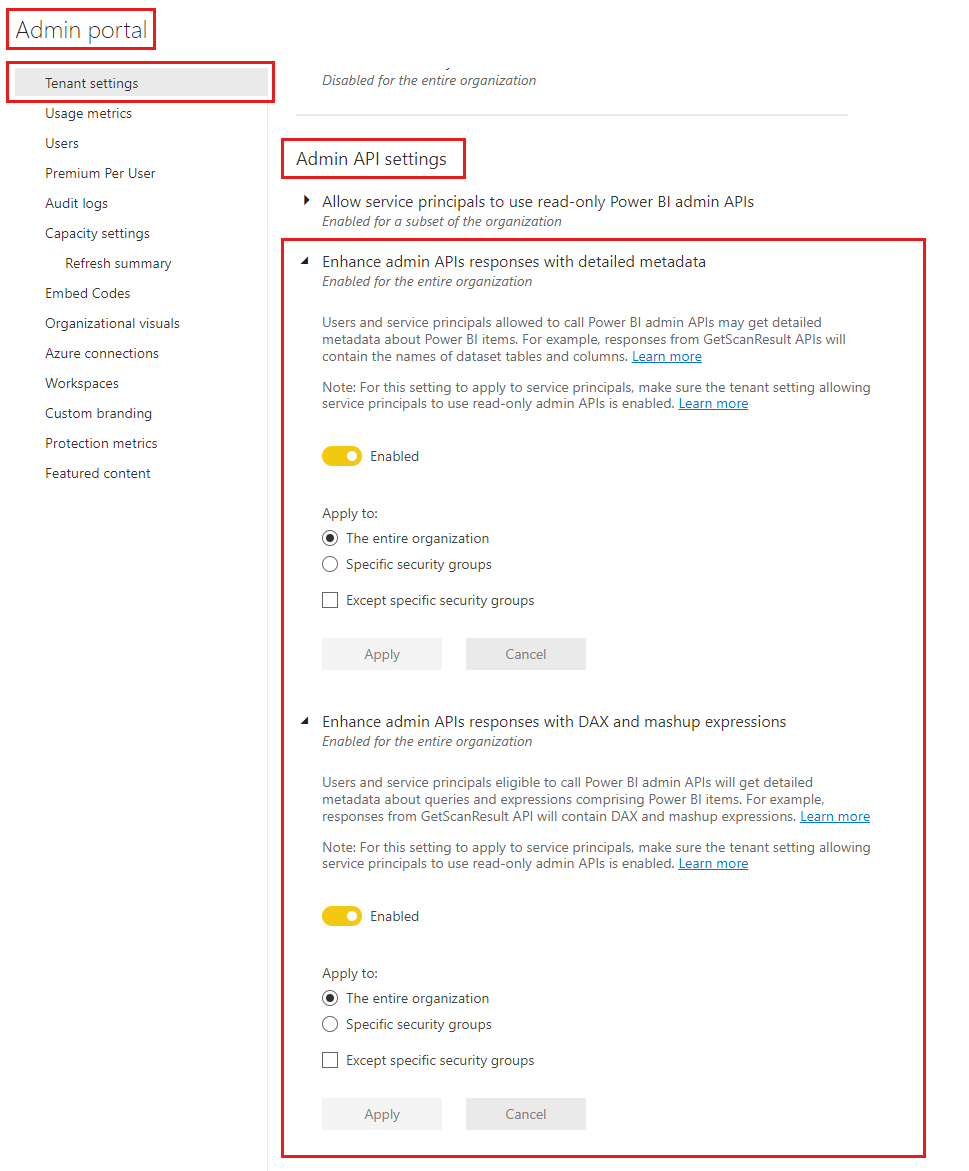 Admin portal
Tenant settings
Usage metrics
Users
Premium Per User
Audit logs
Capacity settings
Refresh summary
Embed Codes
Organizational visuals
Azure connections
Workspaces
Custom branding
Protection metrics
Featured content
Disabled for the entire organization
Admin API settings
Allow service principals to use read-only Power BI admin APIs
Enabled for a subset of the organization
Enhance admin APIs responses with detailed metadata
Enabled for the entire organization
Users and service principals allowed to call Power BI admin APIs may get detailed
metadata about Power BI items. For example, responses from GetScanResult APIs will
contain the names of dataset tables and columns. Learn more
Note: For this setting to apply to service principals, make sure the tenant setting allowing
service principals to use read-only admin APIs is enabled. Learn more
Enabled
Apply to:
The entire organization
Specific security groups
Except specific security groups
Apply Cancel
Enhance admin APIs responses with DAX and mashup expressions
Enabled for the entire organization
Users and service principals eligible to call Power BI admin APIs will get detailed
metadata about queries and expressions comprising Power BI items. For example,
responses from GetScanResult API will contain DAX and mashup expressions. Learn more
Note: For this setting to apply to service principals, make sure the tenant setting allowing
service principals to use read-only admin APIs is enabled. Learn more
Enabled
Apply to:
The entire organization
Specific security groups
Except specific security groups
Apply Cancel